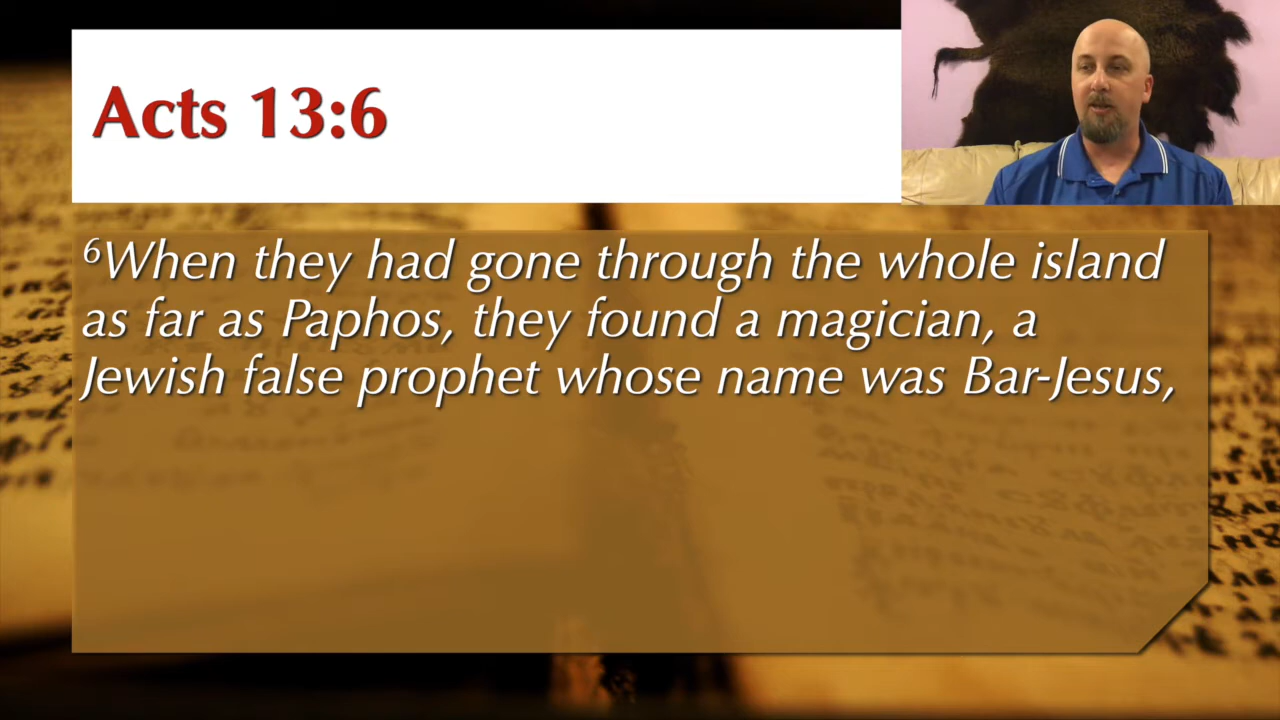 Acts 13:6
⁶When they had gone through the whole island
as far as Paphos, they found a magician, a
Jewish false prophet whose name was Bar-Jesus,